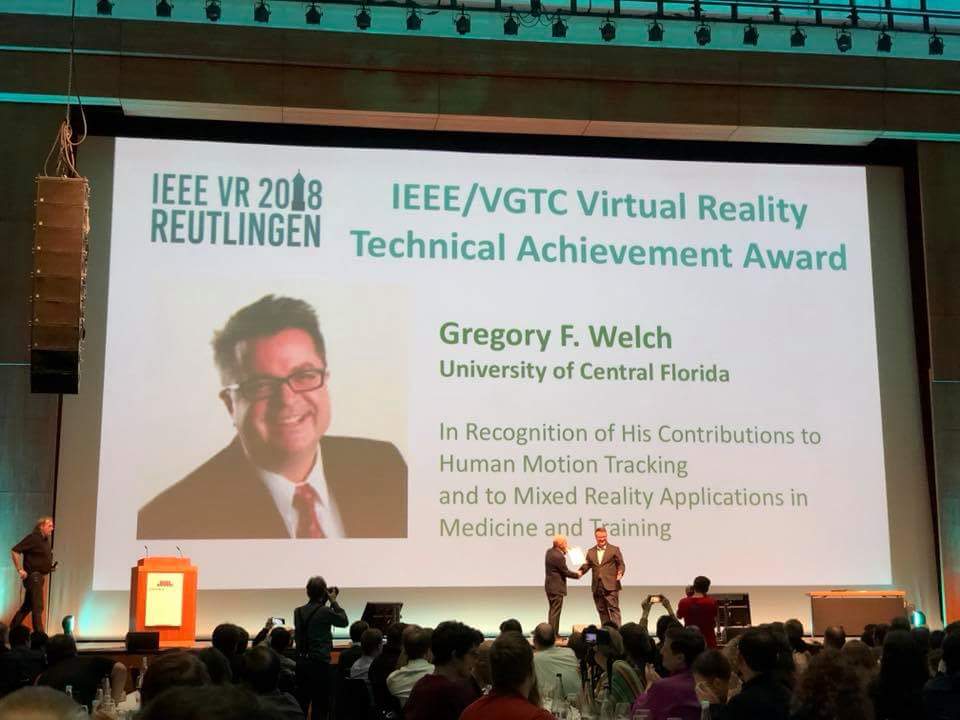 IEEE VR 2018
REUTLINGEN
IEEE/VGTC Virtual Reality
Technical Achievement Award
Gregory F. Welch
University of Central Florida
In Recognition of His Contributions to
Human Motion Tracking
and to Mixed Reality Applications in
Medicine and Training